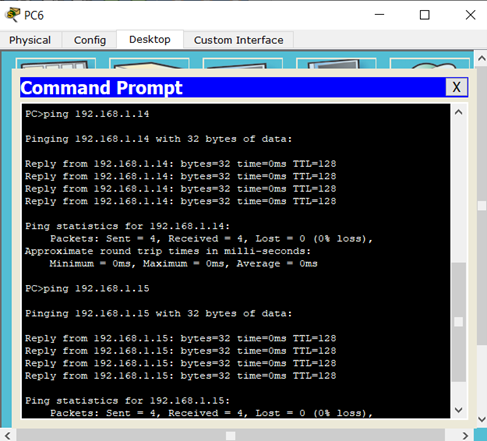 PC6
Physical Config Desktop Custom Interface
Command Prompt X
PC>ping 192.168.1.14
Pinging 192.168.1.14 with 32 bytes of data:
Reply from 192.168.1.14: bytes=32 time=0ms TTL=128
Reply from 192.168.1.14: bytes=32 time=0ms TTL=128
Reply from 192.168.1.14: bytes=32 time=0ms TTL=128
Reply from 192.168.1.14: bytes=32 time=0ms TTL=128
Ping statistics for 192.168.1.14:
Packets: Sent = 4, Received = 4, Lost = 0 (0% loss),
Approximate round trip times in milli-seconds:
Minimum = 0ms, Maximum = 0ms, Average = 0ms
PC>ping 192.168.1.15
Pinging 192.168.1.15 with 32 bytes of data:
Reply from 192.168.1.15: bytes=32 time=0ms TTL=128
Reply from 192.168.1.15: bytes=32 time=0ms TTL=128
Reply from 192.168.1.15: bytes=32 time=0ms TTL=128
Reply from 192.168.1.15: bytes=32 time=0ms TTL=128
Ping statistics for 192.168.1.15:
Packets: Sent = 4, Received = 4, Lost = 0 (0% loss),